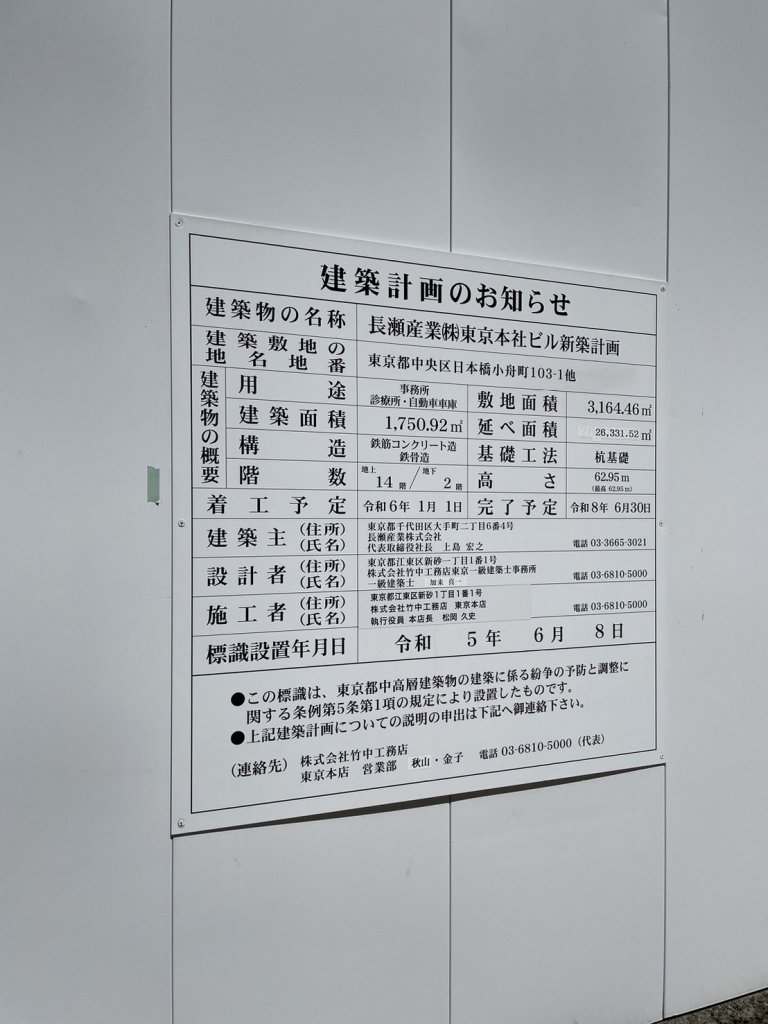 建築計画のお知らせ
建築物の名称 長瀬産業㈱東京本社ビル新築計画
建築敷地の地名地番 東京都中央区日本橋小舟町103-1他
建築物の概要
用途 事務所
診療所・自動車車庫
敷地面積 3,164.46㎡
建築面積 1,750.92㎡ 延べ面積 26,331.52㎡
構造 鉄筋コンクリート造
鉄骨造
基礎工法 杭基礎
階数 地上14階/地下2階 高さ 62.95m
(最高 62.95m)
着工予定 令和6年 1月 1日 完了予定 令和8年 6月30日
建築主(住所)(氏名) 東京都千代田区大手町二丁目6番4号
長瀬産業株式会社
代表取締役社長 上島 宏之 電話 03-3665-3021
設計者(住所)(氏名) 東京都江東区新砂一丁目1番1号
株式会社竹中工務店東京一級建築士事務所
一級建築士 加來 真一 電話 03-6810-5000
施工者(住所)(氏名) 東京都江東区新砂1丁目1番1号
株式会社竹中工務店 東京本店
執行役員 本店長 松岡 久史 電話 03-6810-5000
標識設置年月日 令和 5年 6月 8日
●この標識は、東京都中高層建築物の建築に係る紛争の予防と調整に
関する条例第5条第1項の規定により設置したものです。
●上記建築計画についての説明の申出は下記へ御連絡下さい。
(連絡先) 株式会社竹中工務店
東京本店 営業部 秋山・金子 電話 03-6810-5000(代表)